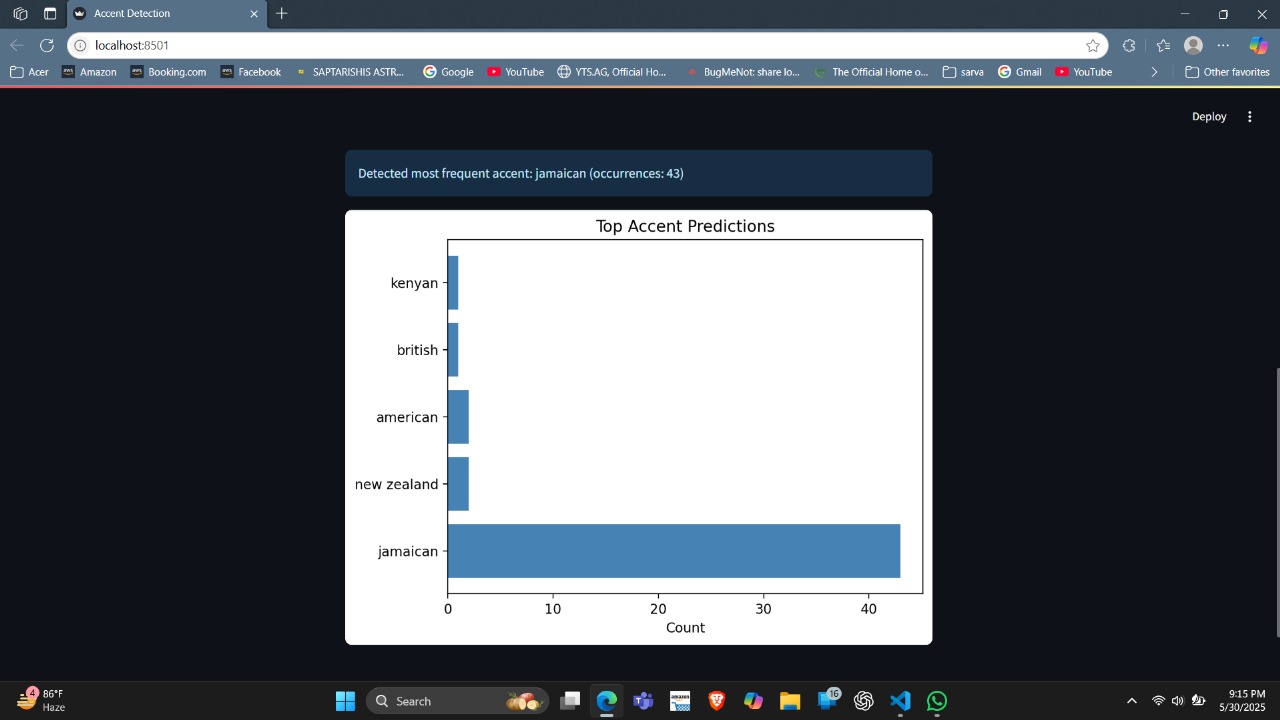 Accent Detection
localhost:8501
Acer
Amazon
Booking.com
Facebook
SAPTARISHIS ASTR...
Google
YouTube
YTS.AG, Official Ho...
BugMeNot: share lo...
The Official Home o...
sarva
Gmail
YouTube
Other favorites
Deploy
Detected most frequent accent: jamaican (occurrences: 43)
Top Accent Predictions
kenyan
british
american
new zealand
jamaican
0 10 20 30 40
Count
4
86°F
Haze
Search
amazon
16
9:15 PM
5/30/2025